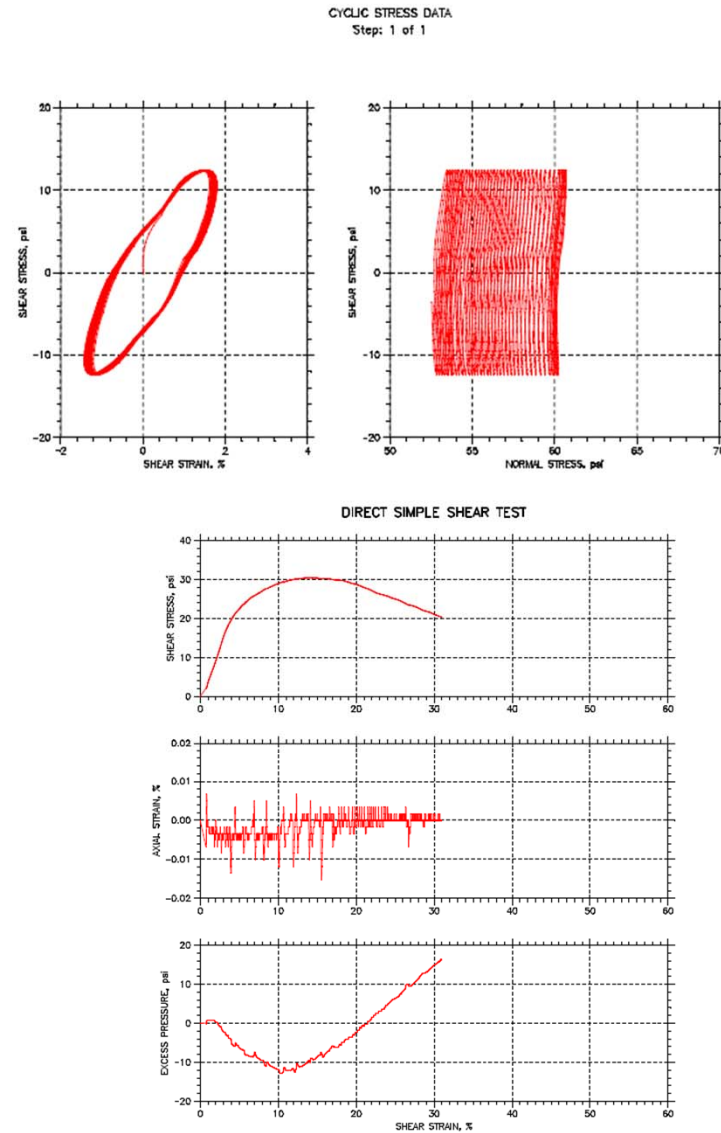 CYCLIC STRESS DATA
Step: 1 of 1
SHEAR STRESS, psi
20
10
0
-10
-20
-2 0 2 4
SHEAR STRAIN, %
SHEAR STRESS, psi
20
10
0
-10
-20
50 55 60 65 70
NORMAL STRESS, psi
DIRECT SIMPLE SHEAR TEST
SHEAR STRESS, psi
40
30
20
10
0
0 10 20 30 40 50 60
AXIAL STRAIN, %
0.02
0.01
0.00
-0.01
-0.02
0 10 20 30 40 50 60
EXCESS PRESSURE, psi
20
10
0
-10
-20
0 10 20 30 40 50 60
SHEAR STRAIN, %